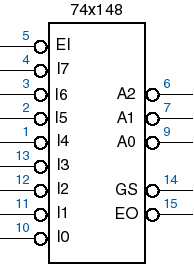 74x148
5 EI
4 I7
3 I6 A2 6
2 I5 A1 7
1 I4 A0 9
13 I3
12 I2 GS 14
11 I1 EO 15
10 I0